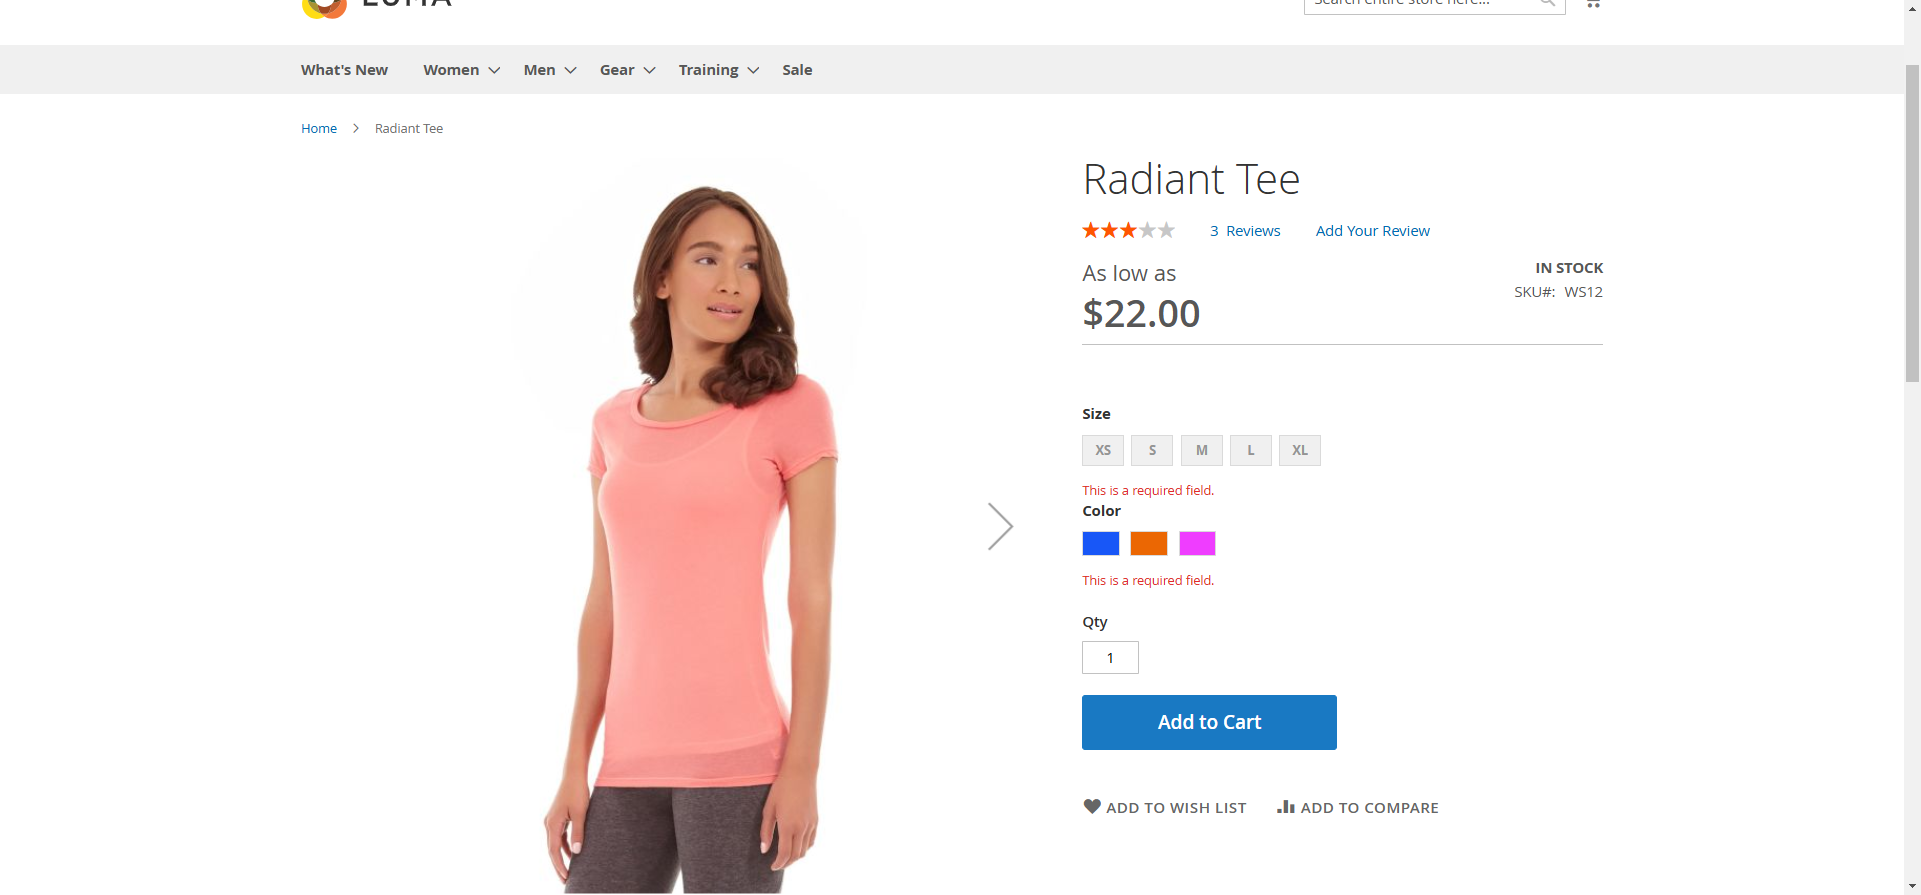 LUMA
Search entire store here...
What's New
Women
Men
Gear
Training
Sale
Home
Radiant Tee
Radiant Tee
3 Reviews
Add Your Review
As low as
$22.00
IN STOCK
SKU#: WS12
Size
XS
S
M
L
XL
This is a required field.
Color
This is a required field.
Qty
1
Add to Cart
ADD TO WISH LIST
ADD TO COMPARE